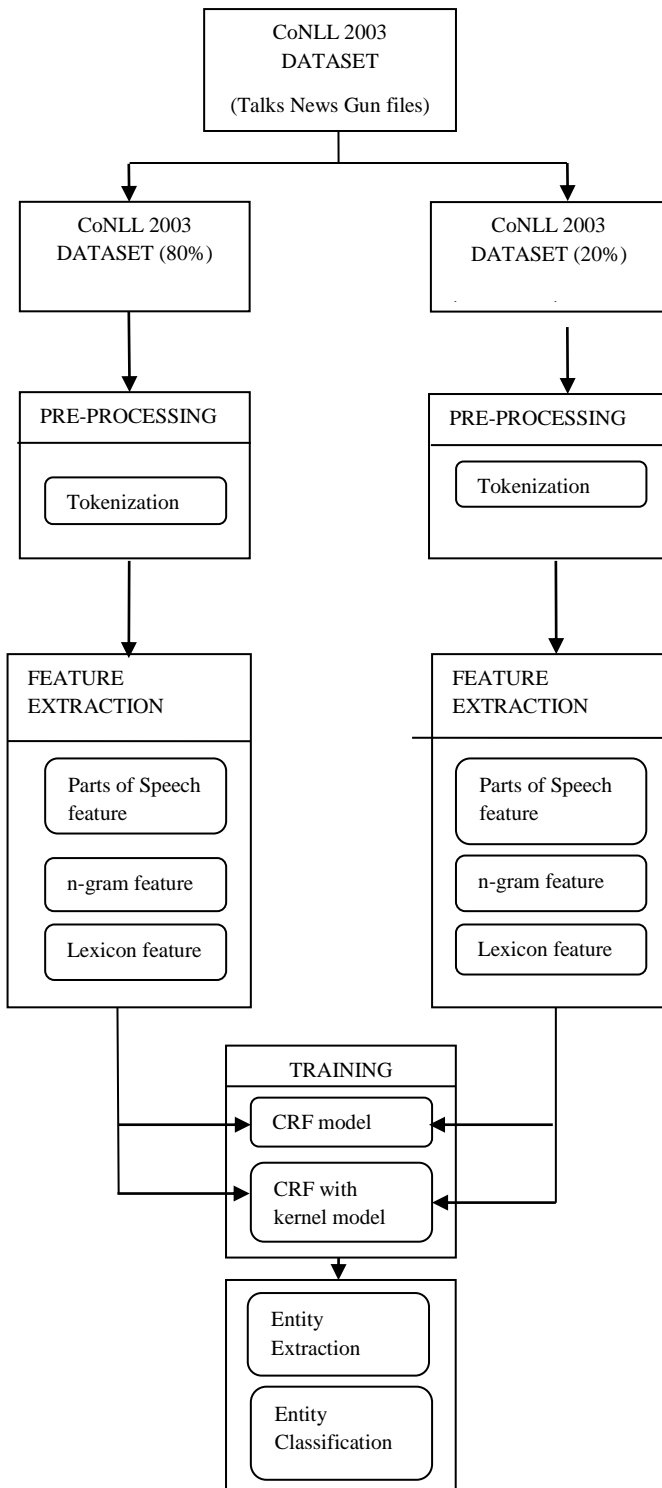 CoNLL 2003
DATASET
(Talks News Gun files)
CoNLL 2003
DATASET (80%)
CoNLL 2003
DATASET (20%)
PRE-PROCESSING
Tokenization
PRE-PROCESSING
Tokenization
FEATURE
EXTRACTION
Parts of Speech
feature
n-gram feature
Lexicon feature
FEATURE
EXTRACTION
Parts of Speech
feature
n-gram feature
Lexicon feature
TRAINING
CRF model
CRF with
kernel model
Entity
Extraction
Entity
Classification